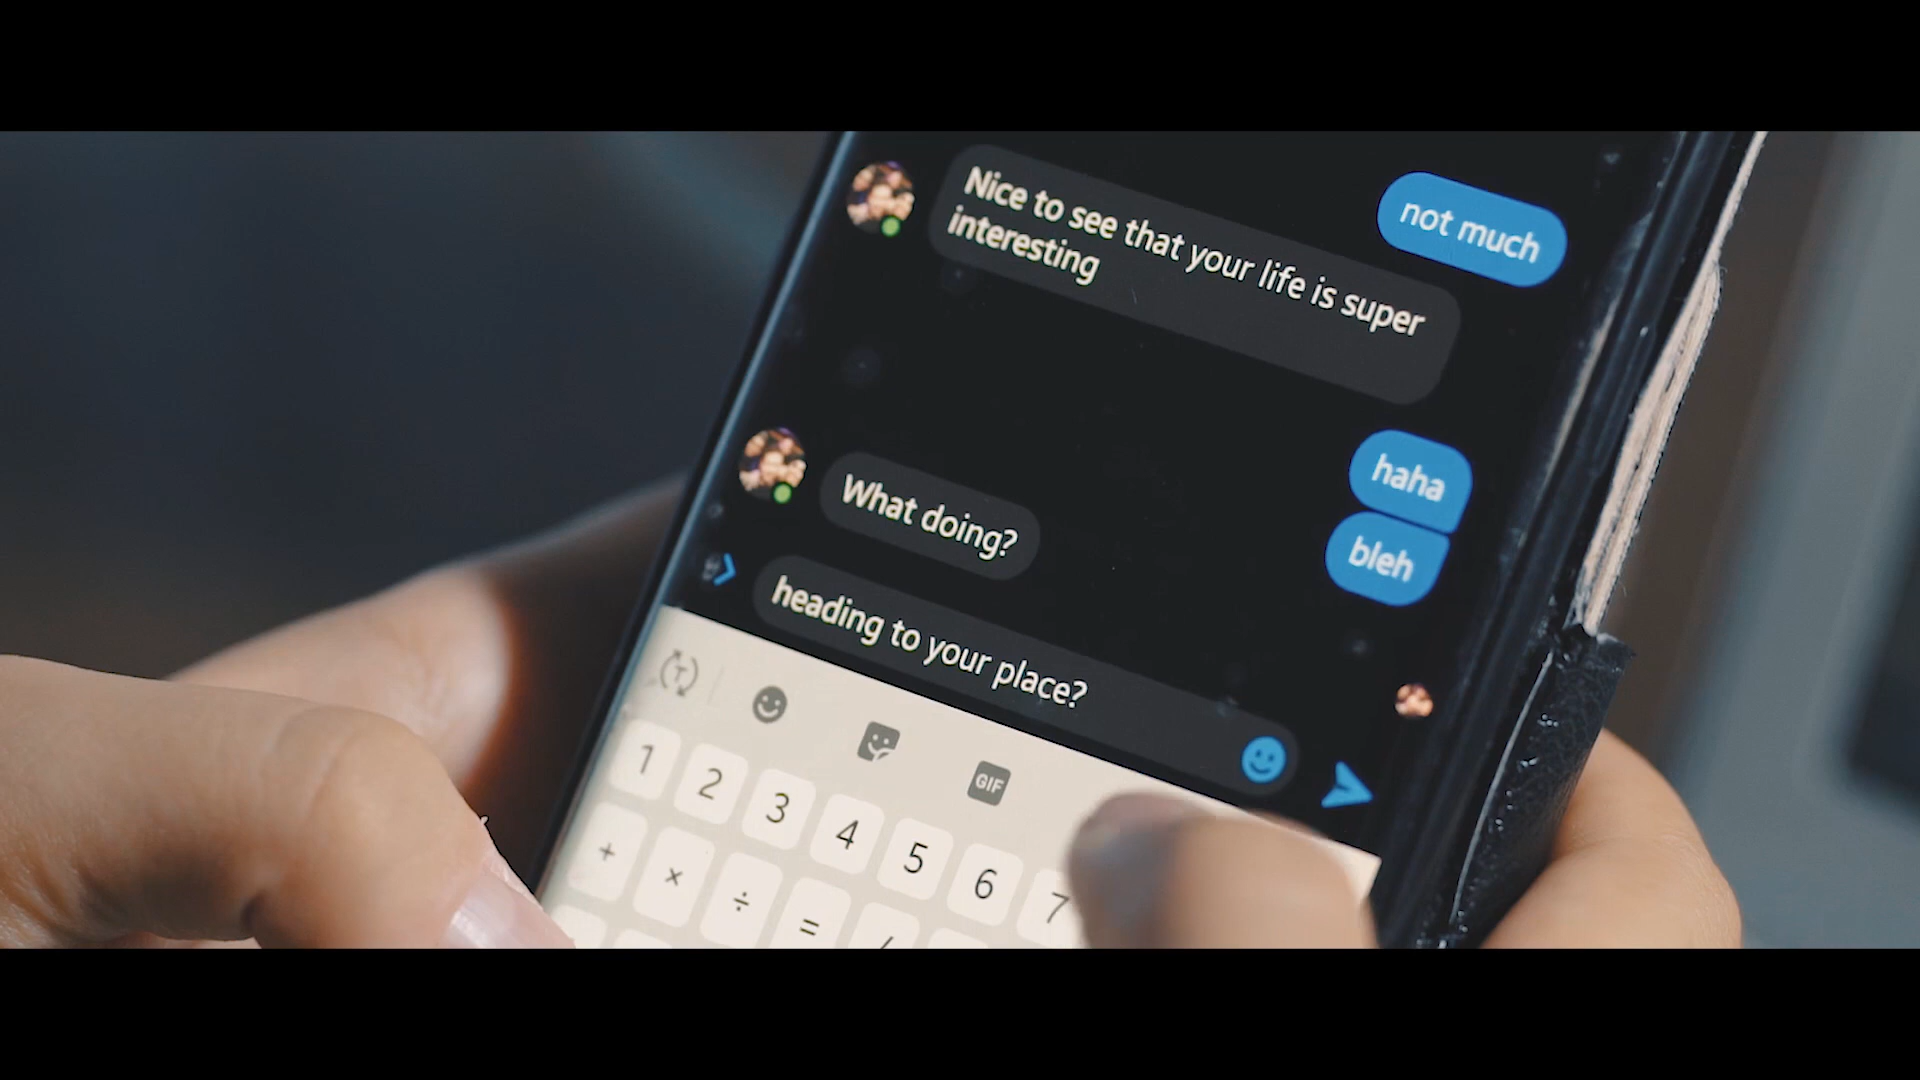 not much
Nice to see that your life is super
interesting
haha
bleh
What doing?
heading to your place?
GIF
1 2 3 4 5 6 7
+ × ÷ = /